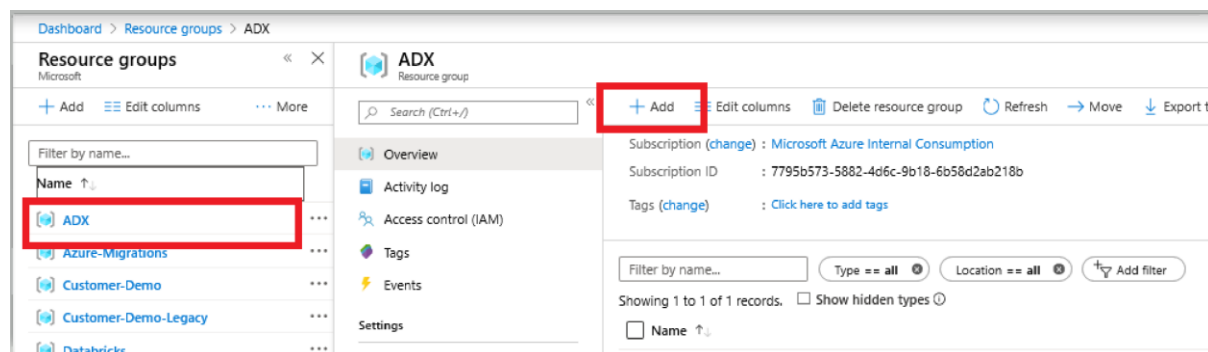 Dashboard > Resource groups > ADX
Resource groups
Microsoft
Add Edit columns ... More
Filter by name...
Name
ADX
Azure-Migrations
Customer-Demo
Customer-Demo-Legacy
Databricks
ADX
Resource group
Search (Ctrl+/)
Overview
Activity log
Access control (IAM)
Tags
Events
Settings
Add Edit columns Delete resource group Refresh Move Export t
Subscription (change) : Microsoft Azure Internal Consumption
Subscription ID : 7795b573-5882-4d6c-9b18-6b58d2ab218b
Tags (change) : Click here to add tags
Filter by name... Type == all Location == all Add filter
Showing 1 to 1 of 1 records. Show hidden types
Name